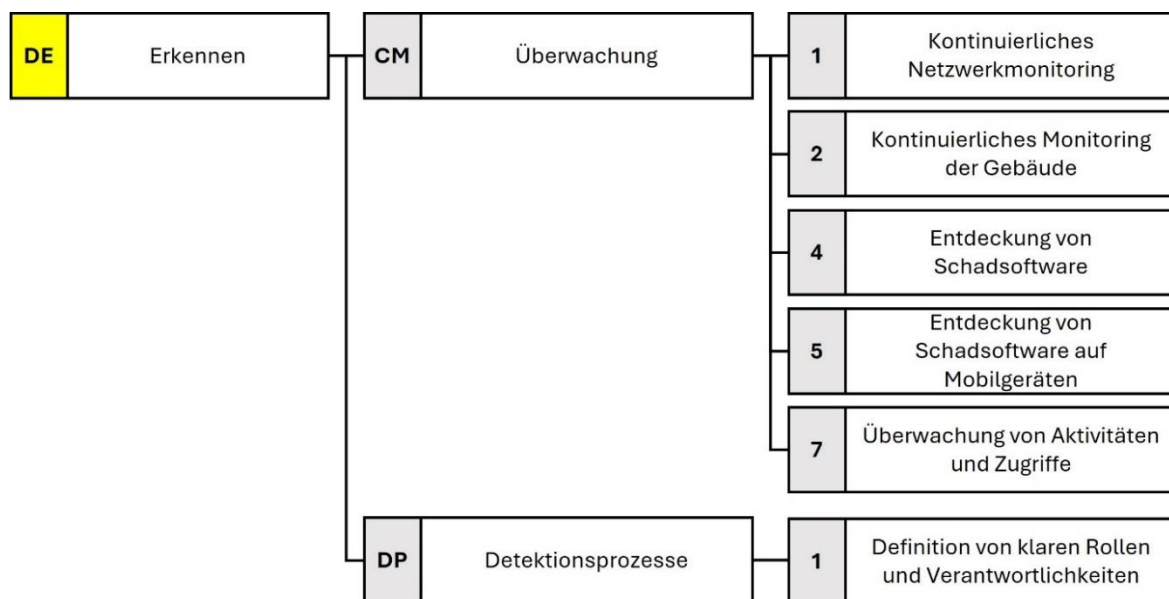 DE
Erkennen
CM
Überwachung
1
Kontinuierliches
Netzwerkmonitoring
2
Kontinuierliches Monitoring
der Gebäude
4
Entdeckung von
Schadsoftware
5
Entdeckung von
Schadsoftware auf
Mobilgeräten
7
Überwachung von Aktivitäten
und Zugriffe
DP
Detektionsprozesse
1
Definition von klaren Rollen
und Verantwortlichkeiten